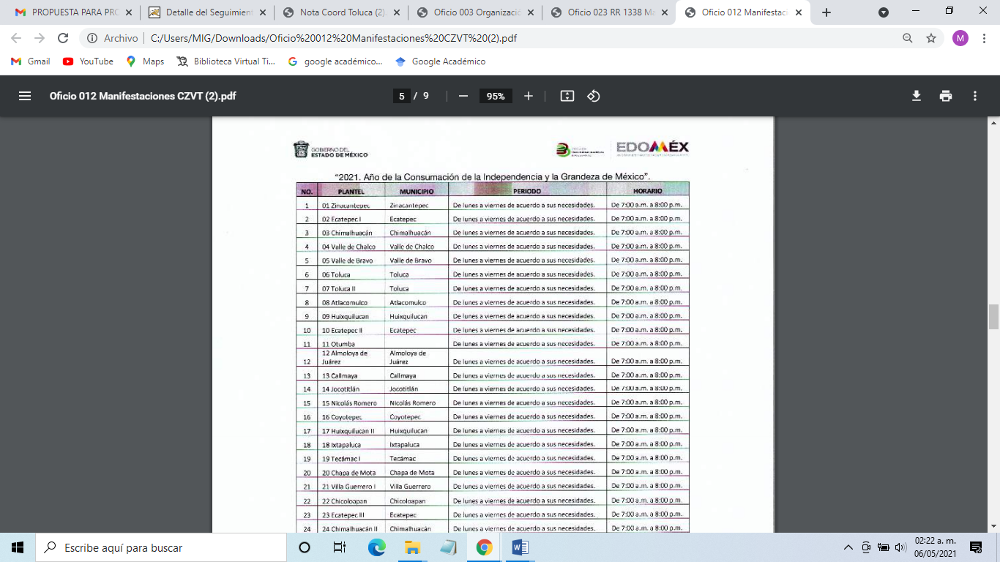 PROPUESTA PARA PRO
Detalle del Seguimient
Nota Coord Toluca (2).
Oficio 003 Organizació
Oficio 023 RR 1338 Ma
Oficio 012 Manifestaci
Archivo
C:/Users/MIG/Downloads/Oficio%20012%20Manifestaciones%20CZVT%20(2).pdf
M
Gmail
YouTube
Maps
Biblioteca Virtual Ti...
google académico...
Google Académico
Oficio 012 Manifestaciones CZVT (2).pdf
5 / 9
95%
GOBIERNO DEL
ESTADO DE MÉXICO
EDOMÉX
"2021. Año de la Consumación de la Independencia y la Grandeza de México".
NO. PLANTEL MUNICIPIO PERIODO HORARIO
1 01 Zinacantepec Zinacantepec De lunes a viernes de acuerdo a sus necesidades. De 7:00 a.m. a 8:00 p.m.
2 02 Ecatepec I Ecatepec De lunes a viernes de acuerdo a sus necesidades. De 7:00 a.m. a 8:00 p.m.
3 03 Chimalhuacán Chimalhuacán De lunes a viernes de acuerdo a sus necesidades. De 7:00 a.m. a 8:00 p.m.
4 04 Valle de Chalco Valle de Chalco De lunes a viernes de acuerdo a sus necesidades. De 7:00 a.m. a 8:00 p.m.
5 05 Valle de Bravo Valle de Bravo De lunes a viernes de acuerdo a sus necesidades. De 7:00 a.m. a 8:00 p.m.
6 06 Toluca Toluca De lunes a viernes de acuerdo a sus necesidades. De 7:00 a.m. a 8:00 p.m.
7 07 Toluca II Toluca De lunes a viernes de acuerdo a sus necesidades. De 7:00 a.m. a 8:00 p.m.
8 08 Atlacomulco Atlacomulco De lunes a viernes de acuerdo a sus necesidades. De 7:00 a.m. a 8:00 p.m.
9 09 Huixquilucan Huixquilucan De lunes a viernes de acuerdo a sus necesidades. De 7:00 a.m. a 8:00 p.m.
10 10 Ecatepec II Ecatepec De lunes a viernes de acuerdo a sus necesidades. De 7:00 a.m. a 8:00 p.m.
11 11 Otumba De lunes a viernes de acuerdo a sus necesidades. De 7:00 a.m. a 8:00 p.m.
12 Almoloya de Almoloya de
12 Juárez Juárez De lunes a viernes de acuerdo a sus necesidades. De 7:00 a.m. a 8:00 p.m.
13 13 Calimaya Calimaya De lunes a viernes de acuerdo a sus necesidades. De 7:00 a.m. a 8:00 p.m.
14 14 Jocotitlán Jocotitlán De lunes a viernes de acuerdo a sus necesidades. De 7:00 a.m. a 8:00 p.m.
15 15 Nicolás Romero Nicolás Romero De lunes a viernes de acuerdo a sus necesidades. De 7:00 a.m. a 8:00 p.m.
16 16 Coyotepec Coyotepec De lunes a viernes de acuerdo a sus necesidades. De 7:00 a.m. a 8:00 p.m.
17 17 Huixquilucan II Huixquilucan De lunes a viernes de acuerdo a sus necesidades. De 7:00 a.m. a 8:00 p.m.
18 18 Ixtapaluca Ixtapaluca De lunes a viernes de acuerdo a sus necesidades. De 7:00 a.m. a 8:00 p.m.
19 19 Tecámac I Tecámac De lunes a viernes de acuerdo a sus necesidades. De 7:00 a.m. a 8:00 p.m.
20 20 Chapa de Mota Chapa de Mota De lunes a viernes de acuerdo a sus necesidades. De 7:00 a.m. a 8:00 p.m.
21 21 Villa Guerrero I Villa Guerrero De lunes a viernes de acuerdo a sus necesidades. De 7:00 a.m. a 8:00 p.m.
22 22 Chicoloapan Chicoloapan De lunes a viernes de acuerdo a sus necesidades. De 7:00 a.m. a 8:00 p.m.
23 23 Ecatepec III Ecatepec De lunes a viernes de acuerdo a sus necesidades. De 7:00 a.m. a 8:00 p.m.
24 24 Chimalhuacán II Chimalhuacán De lunes a viernes de acuerdo a sus necesidades. De 7:00 a.m. a 8:00 p.m.
Escribe aquí para buscar
02:22 a. m.
06/05/2021